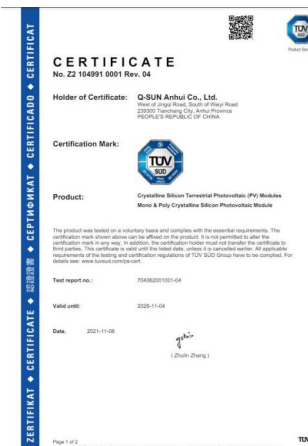 CERTIFICATE
No. Z2 104991 0001 Rev. 04
Holder of Certificate:
Q-SUN Anhui Co., Ltd.
West of Jingqi Road, South of Weiyi Road
239300 Tianchang City, Anhui Province
PEOPLE'S REPUBLIC OF CHINA
Certification Mark:
TÜV
SÜD
Product:
Crystalline Silicon Terrestrial Photovoltaic (PV) Modules
Mono & Poly Crystalline Silicon Photovoltaic Module
The product was tested on a voluntary basis and complies with the essential requirements. The
certification mark shown above can be affixed on the product. It is not permitted to alter the
certification mark in any way. In addition, the certification holder must not transfer the certificate to
third parties. This certificate is valid until the listed date, unless it is cancelled earlier. All applicable
requirements of the testing and certification regulations of TÜV SÜD Group have to be complied. For
details see: www.tuvsud.com/ps-cert
Test report no.:
704062001001-04
Valid until:
2026-11-04
Date,
2021-11-08
( Zhulin Zhang )
Page 1 of 2
TÜV
ZERTIFIKAT ◆ CERTIFICATE ◆ 認證證書 ◆ СЕРТИФИКАТ ◆ CERTIFICADO ◆ CERTIFICAT